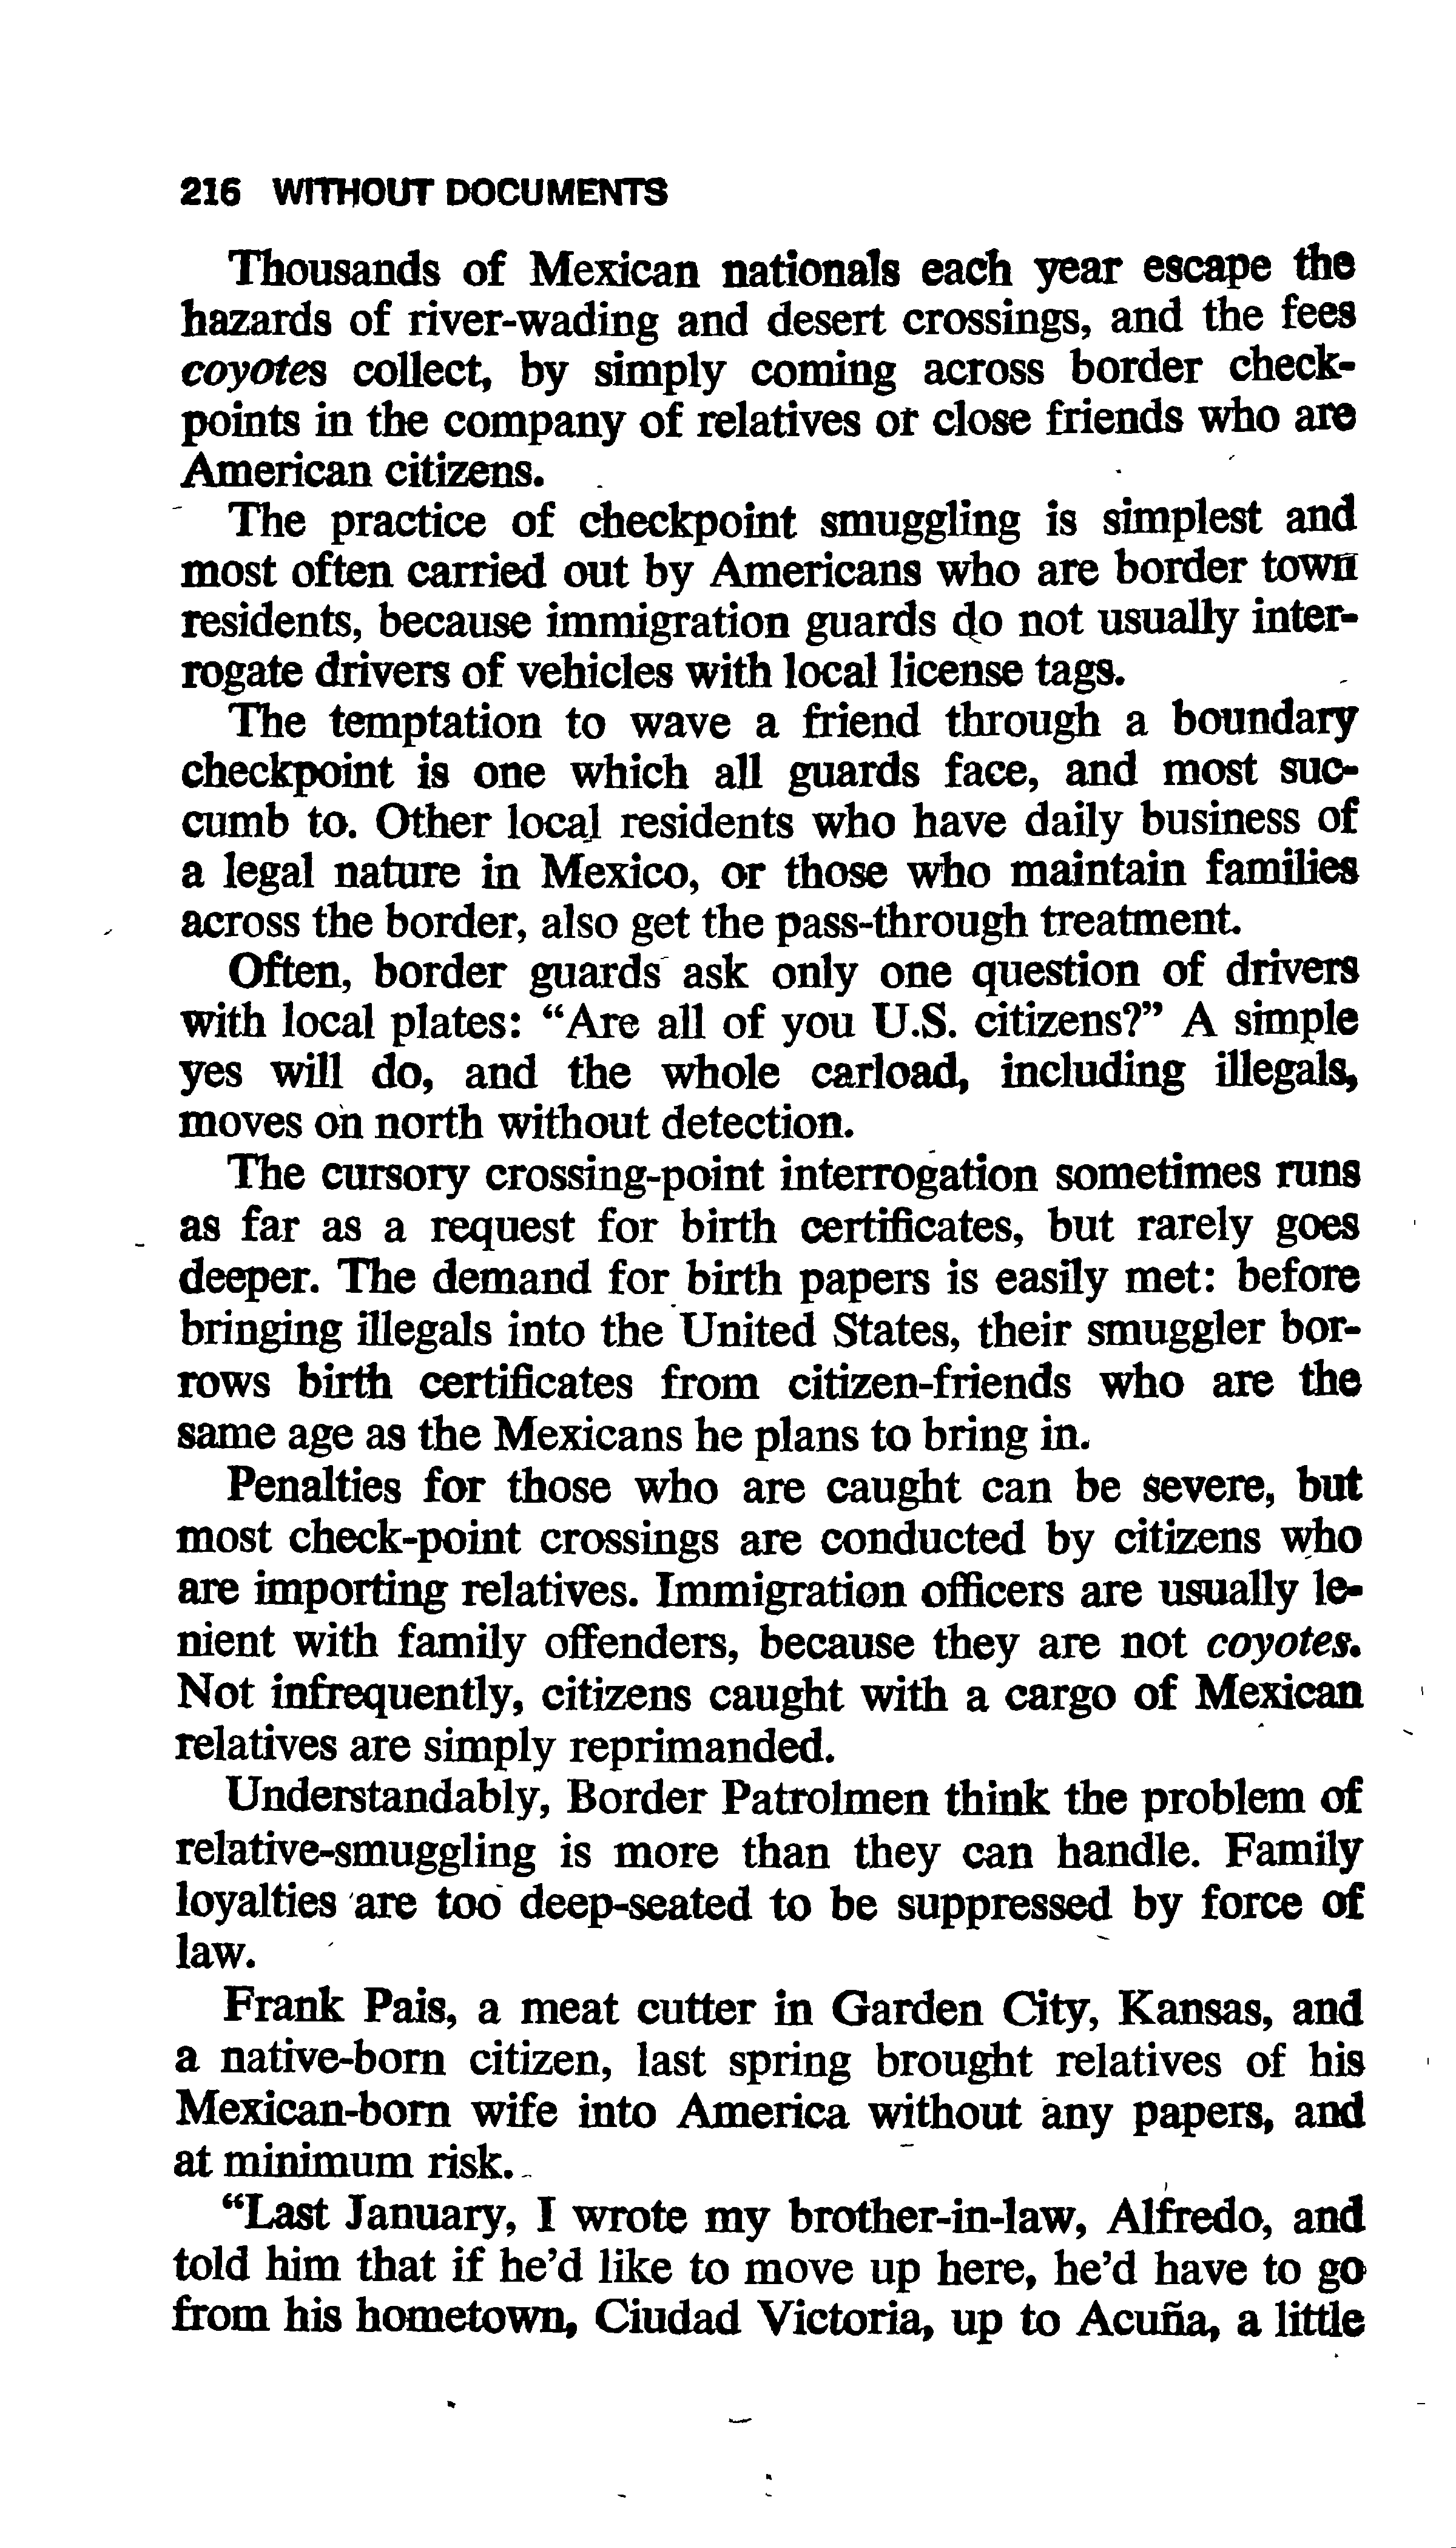 216 WITHOUT DOCUMENTS
Thousands of Mexican nationals each year escape the
hazards of river-wading and desert crossings, and the fees
coyotes collect, by simply coming across border check-
points in the company of relatives or close friends who are
American citizens.
The practice of checkpoint smuggling is simplest and
most often carried out by Americans who are border town
residents, because immigration guards do not usually inter-
rogate drivers of vehicles with local license tags.
The temptation to wave a friend through a boundary
checkpoint is one which all guards face, and most suc-
cumb to. Other local residents who have daily business of
a legal nature in Mexico, or those who maintain families
across the border, also get the pass-through treatment.
Often, border guards ask only one question of drivers
with local plates: “Are all of you U.S. citizens?” A simple
yes will do, and the whole carload, including illegals,
moves on north without detection.
The cursory crossing-point interrogation sometimes runs
as far as a request for birth certificates, but rarely goes
deeper. The demand for birth papers is easily met: before
bringing illegals into the United States, their smuggler bor-
rows birth certificates from citizen-friends who are the
same age as the Mexicans he plans to bring in.
Penalties for those who are caught can be severe, but
most check-point crossings are conducted by citizens who
are importing relatives. Immigration officers are usually le-
nient with family offenders, because they are not coyotes.
Not infrequently, citizens caught with a cargo of Mexican
relatives are simply reprimanded.
Understandably, Border Patrolmen think the problem of
relative-smuggling is more than they can handle. Family
loyalties are too deep-seated to be suppressed by force of
law.
Frank Pais, a meat cutter in Garden City, Kansas, and
a native-born citizen, last spring brought relatives of his
Mexican-born wife into America without any papers, and
at minimum risk.
“Last January, I wrote my brother-in-law, Alfredo, and
told him that if he’d like to move up here, he’d have to go
from his hometown, Ciudad Victoria, up to Acuña, a little